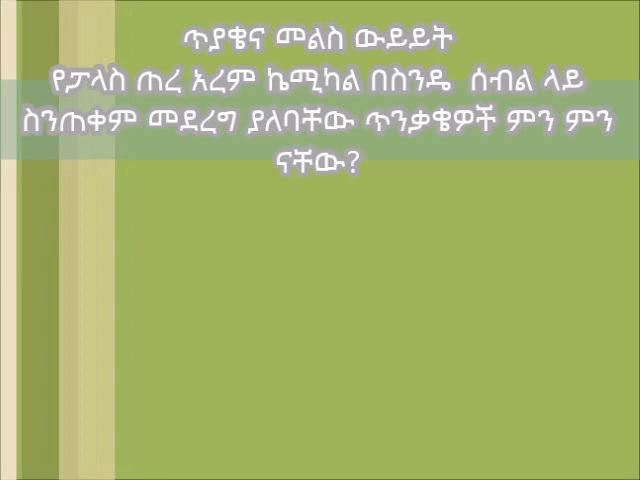 ጥያቄና መልስ ውይይት
የፓላስ ጠረ አረም ኬሚካል በስንዴ ሰብል ላይ
ስንጠቀም መደረግ ያለባቸው ጥንቃቄዎች ምን ምን
ናቸው?